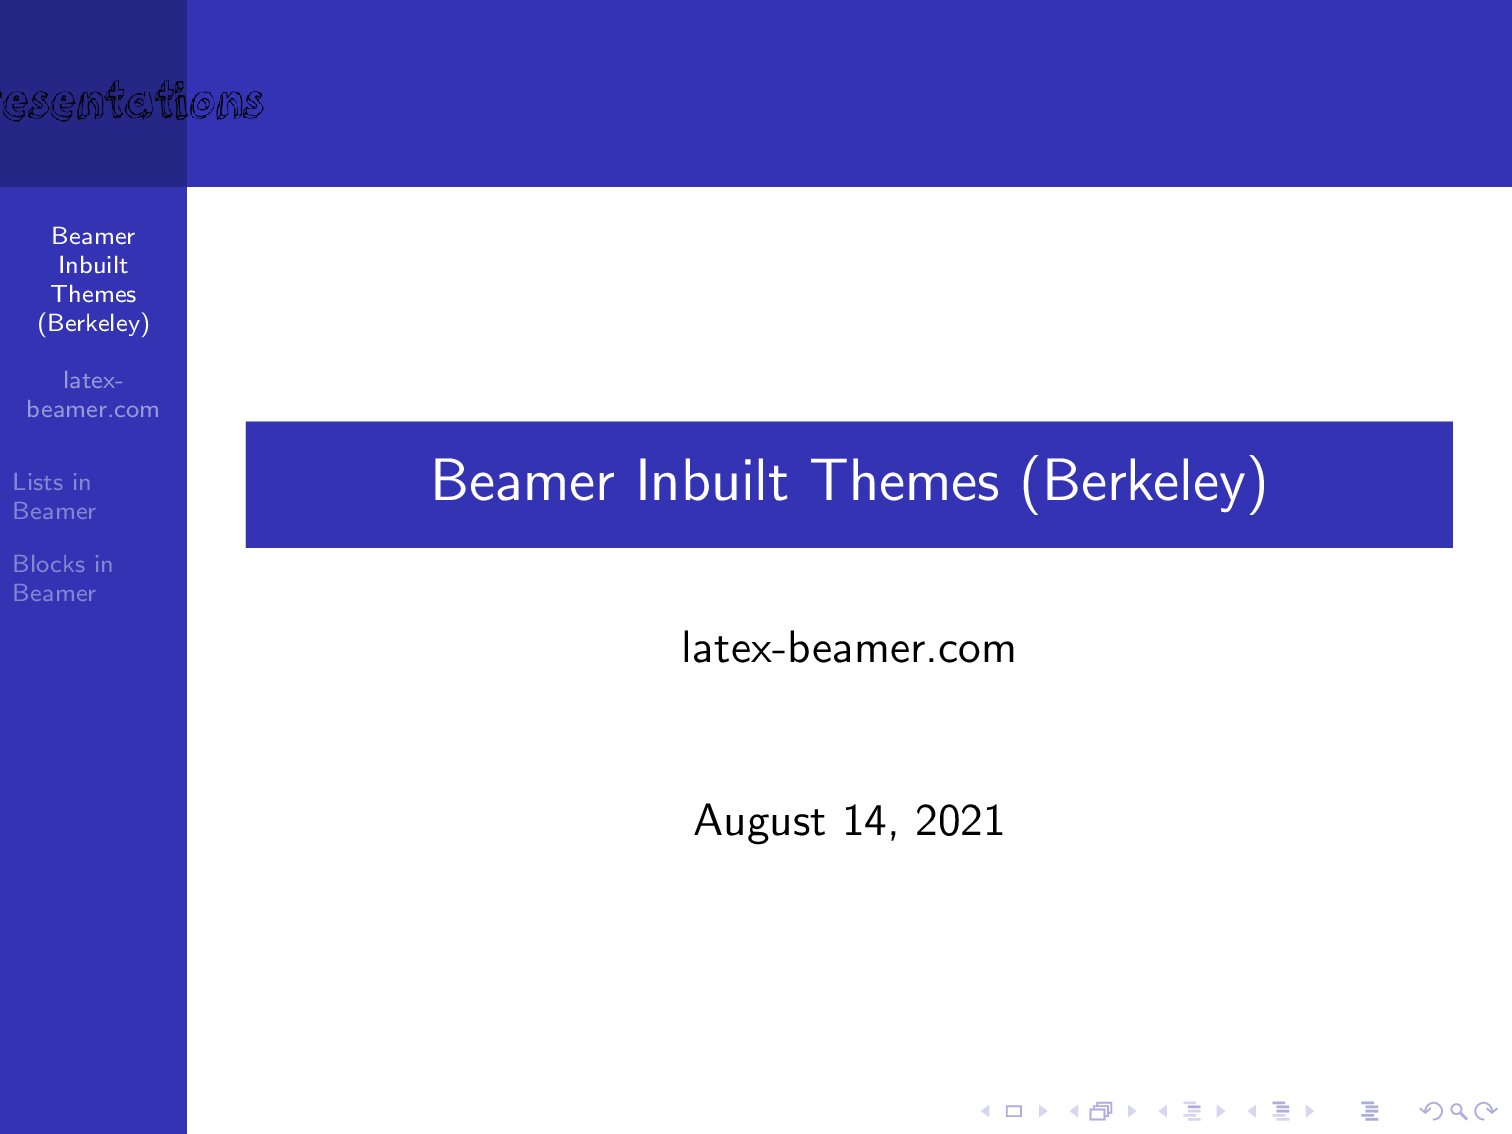 esentations
Beamer
Inbuilt
Themes
(Berkeley)
latex-
beamer.com
Lists in
Beamer
Blocks in
Beamer
Beamer Inbuilt Themes (Berkeley)
latex-beamer.com
August 14, 2021